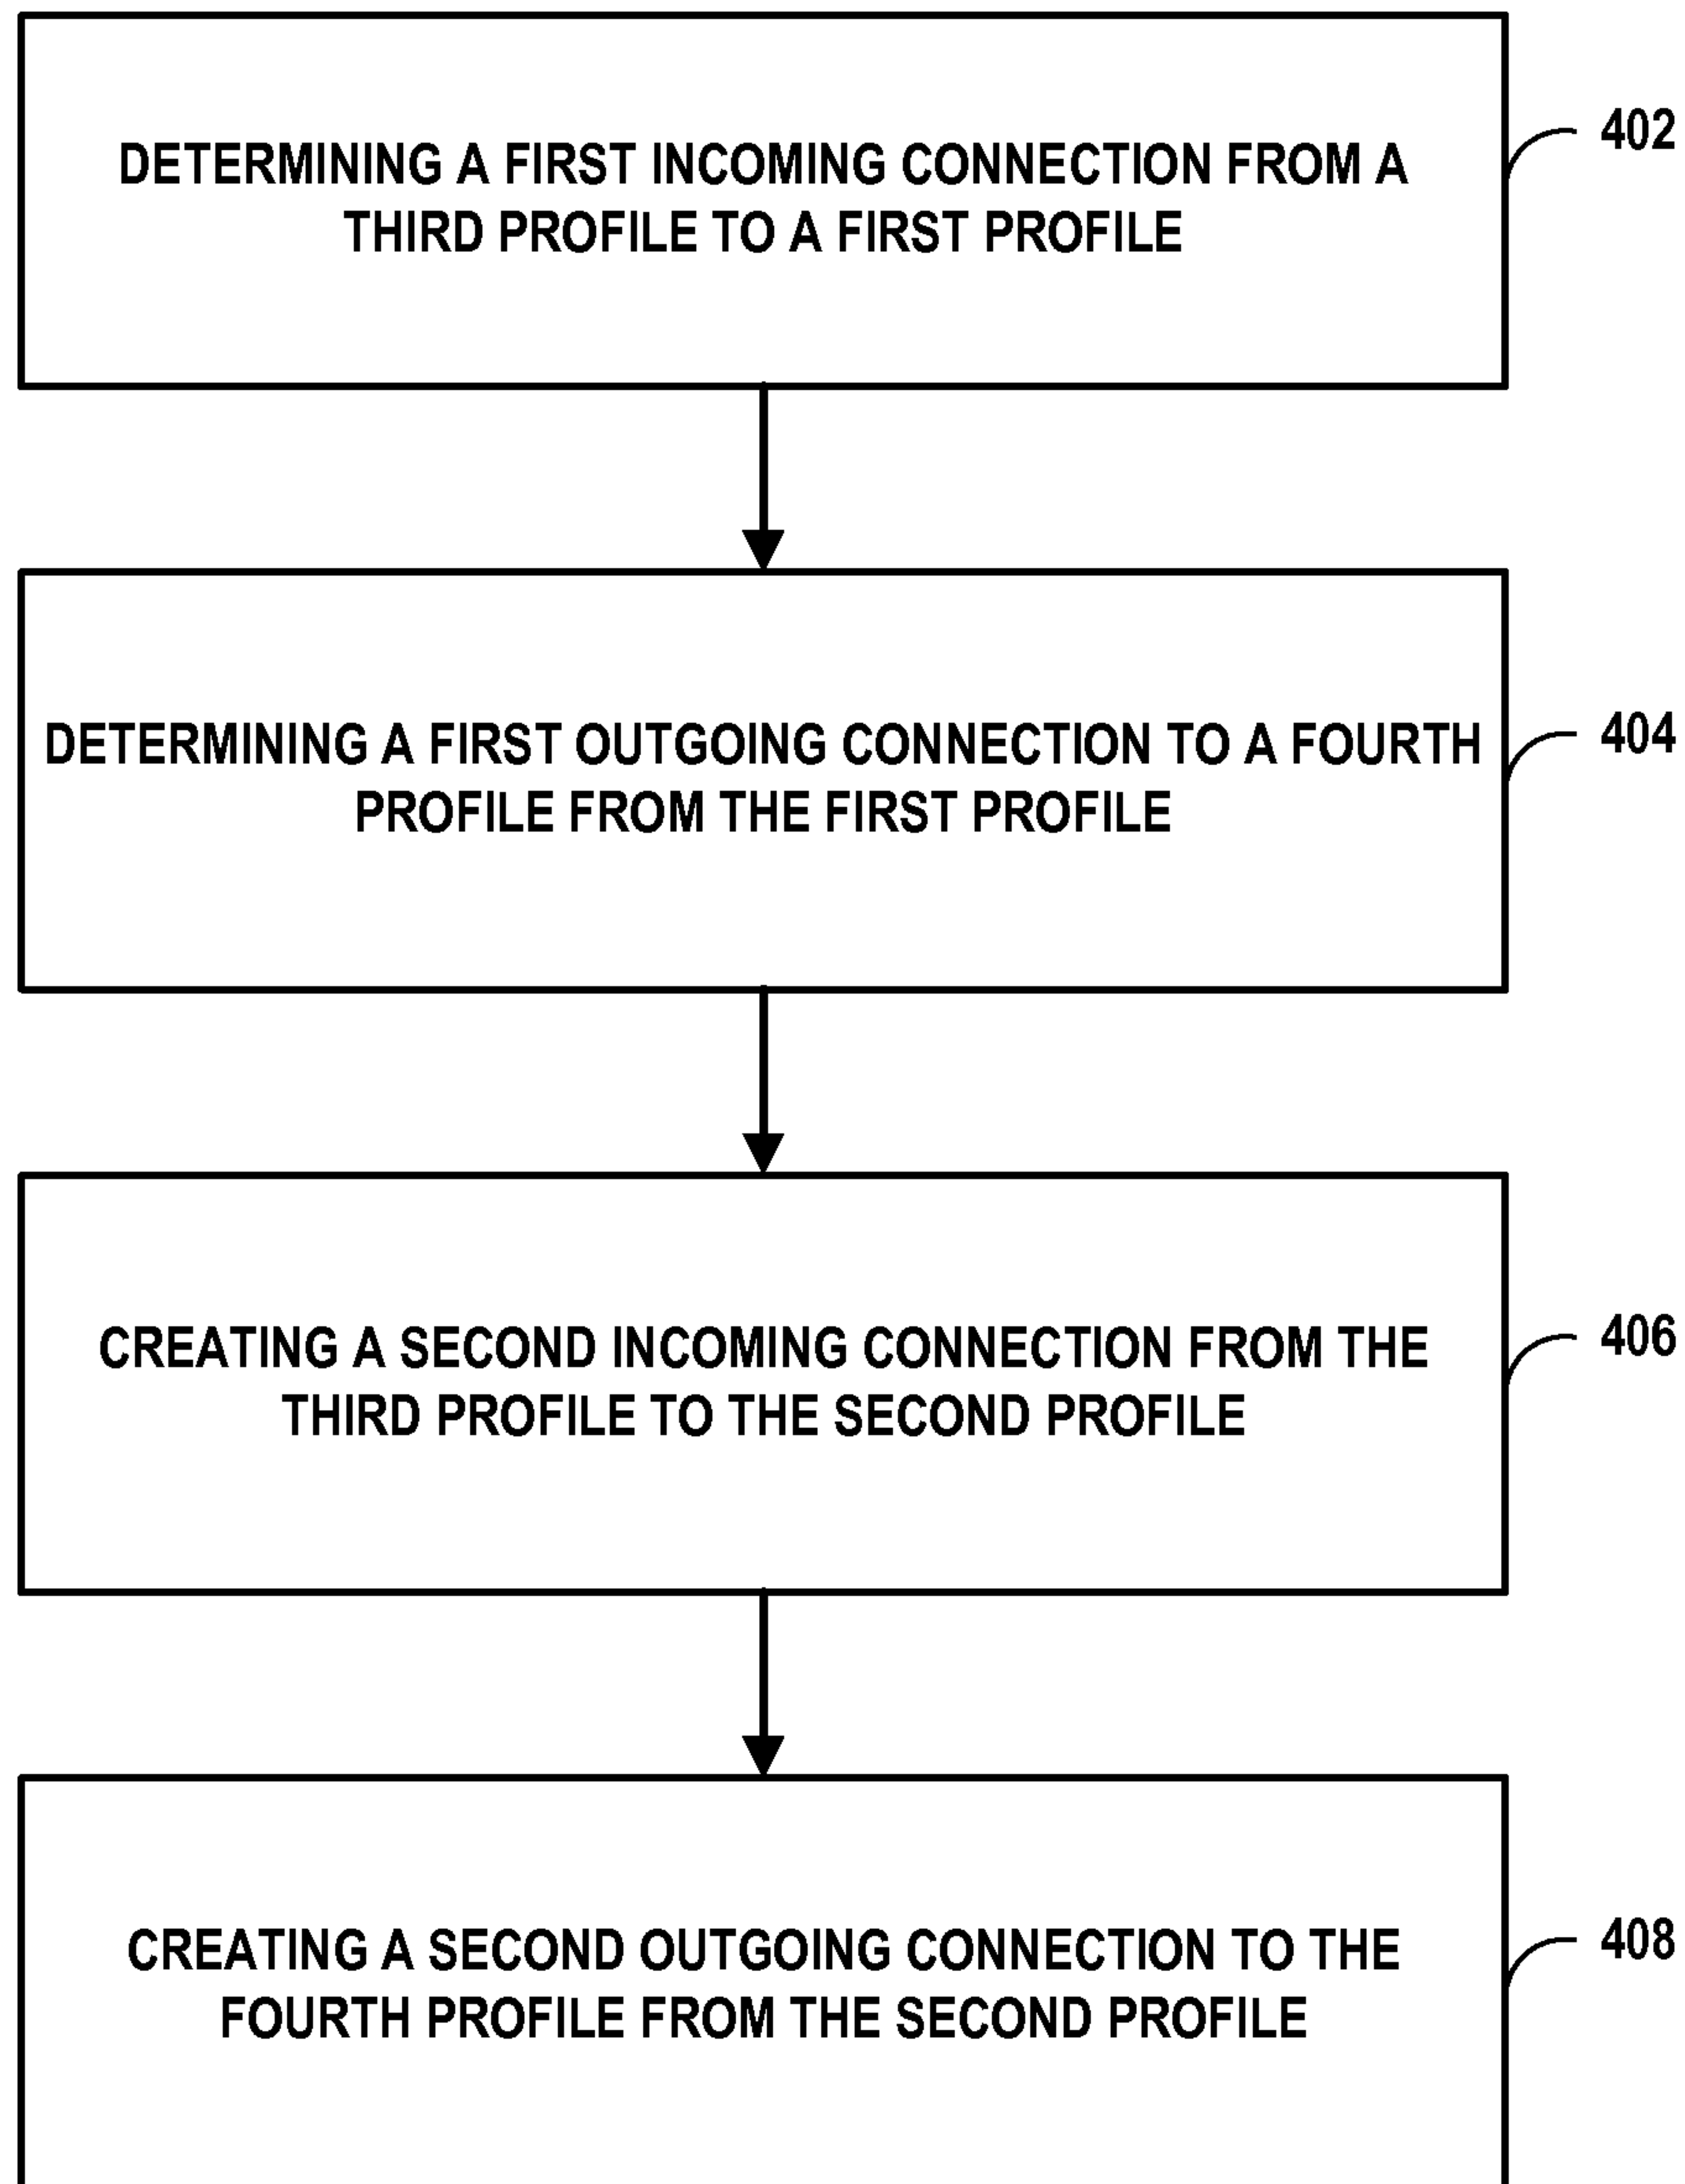 DETERMINING A FIRST INCOMING CONNECTION FROM A
THIRD PROFILE TO A FIRST PROFILE
402
DETERMINING A FIRST OUTGOING CONNECTION TO A FOURTH
PROFILE FROM THE FIRST PROFILE
404
CREATING A SECOND INCOMING CONNECTION FROM THE
THIRD PROFILE TO THE SECOND PROFILE
406
CREATING A SECOND OUTGOING CONNECTION TO THE
FOURTH PROFILE FROM THE SECOND PROFILE
408